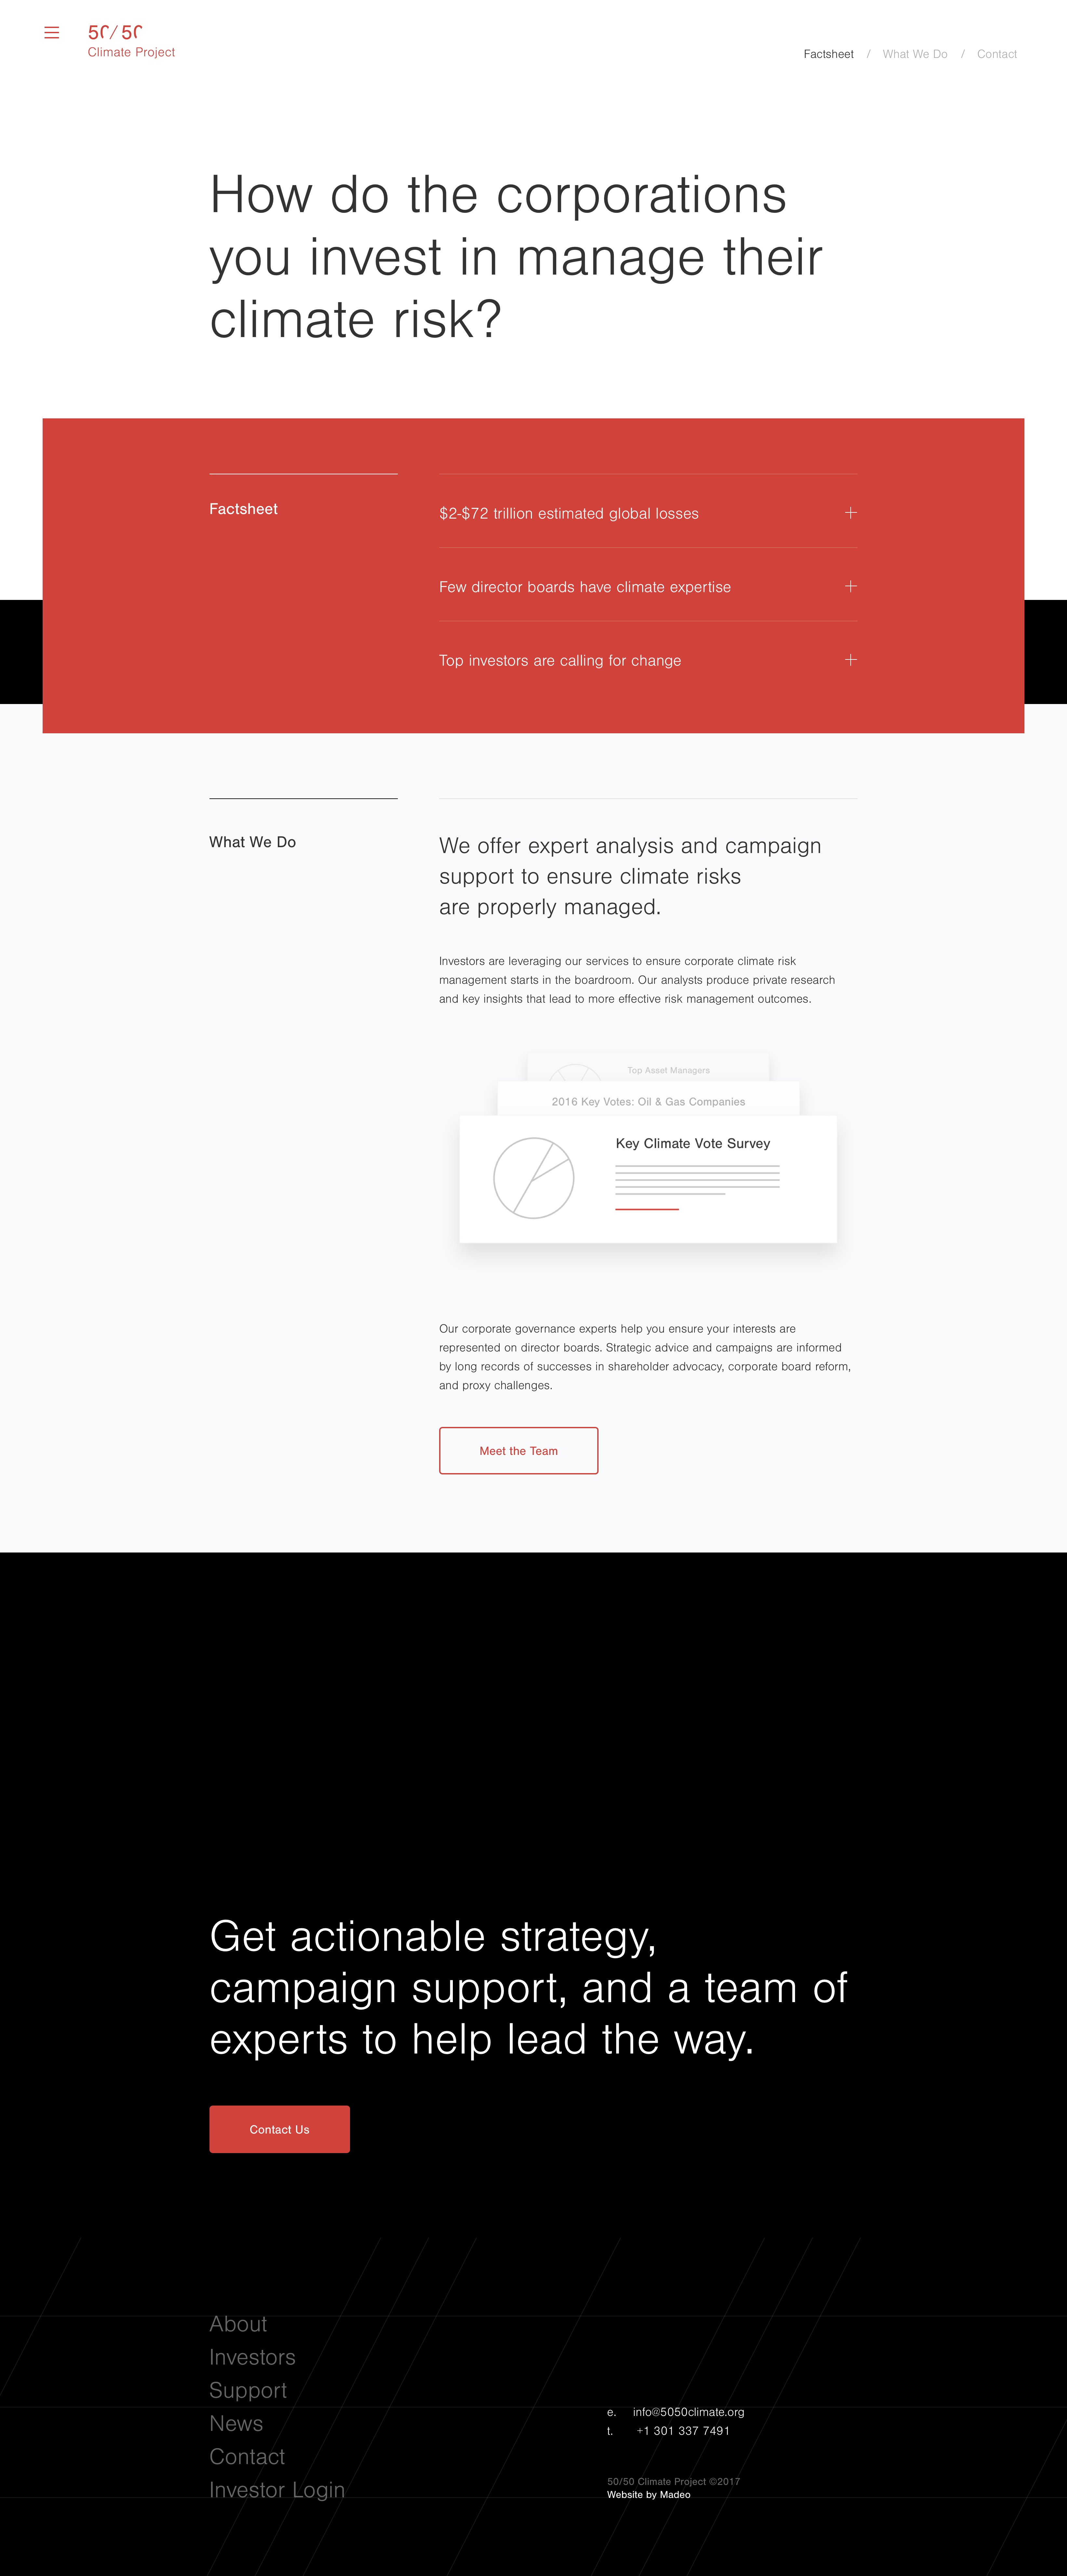 50/50
Climate Project
Factsheet / What We Do / Contact
How do the corporations
you invest in manage their
climate risk?
Factsheet
$2-$72 trillion estimated global losses
Few director boards have climate expertise
Top investors are calling for change
What We Do
We offer expert analysis and campaign
support to ensure climate risks
are properly managed.
Investors are leveraging our services to ensure corporate climate risk
management starts in the boardroom. Our analysts produce private research
and key insights that lead to more effective risk management outcomes.
Top Asset Managers
2016 Key Votes: Oil & Gas Companies
Key Climate Vote Survey
Our corporate governance experts help you ensure your interests are
represented on director boards. Strategic advice and campaigns are informed
by long records of successes in shareholder advocacy, corporate board reform,
and proxy challenges.
Meet the Team
Get actionable strategy,
campaign support, and a team of
experts to help lead the way.
Contact Us
About
Investors
Support
News
Contact
Investor Login
e. info@5050climate.org
t. +1 301 337 7491
50/50 Climate Project ©2017
Website by Madeo